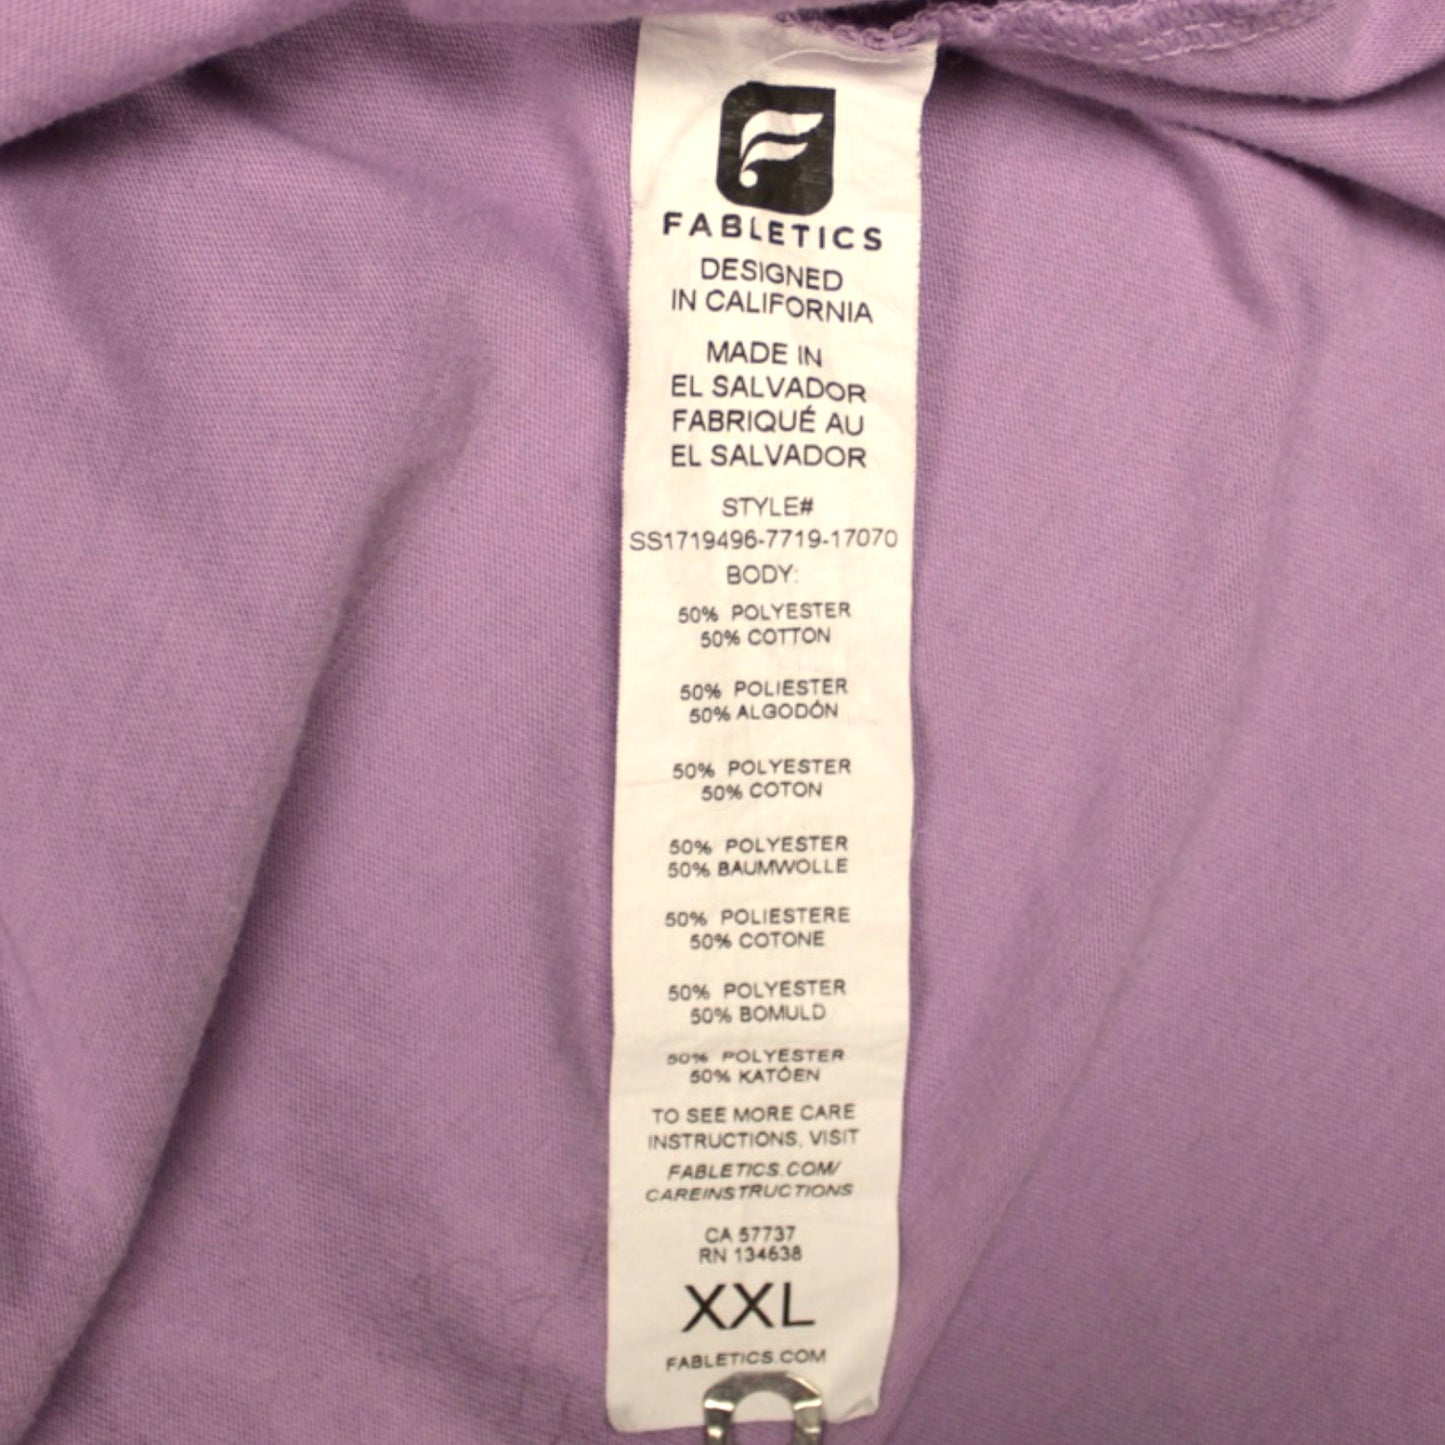 FABLETICS
DESIGNED
IN CALIFORNIA
MADE IN
EL SALVADOR
FABRIQUÉ AU
EL SALVADOR
STYLE#
SS1719496-7719-17070
BODY:
50% POLYESTER
50% COTTON
50% POLIESTER
50% ALGODÓN
50% POLYESTER
50% COTON
50% POLYESTER
50% BAUMWOLLE
50% POLIESTERE
50% COTONE
50% POLYESTER
50% BOMULD
50% POLYESTER
50% KATÓEN
TO SEE MORE CARE
INSTRUCTIONS, VISIT
FABLETICS.COM/
CAREINSTRUCTIONS
CA 57737
RN 134638
XXL
FABLETICS.COM